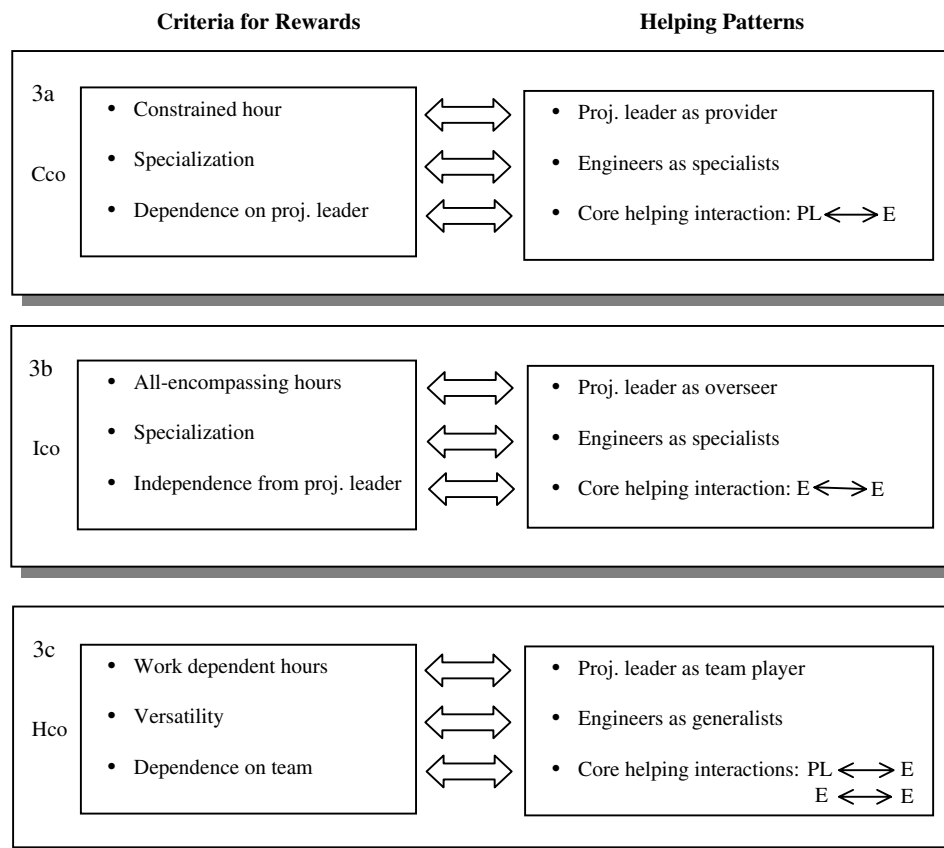 Criteria for Rewards
Helping Patterns
3a
Cco
• Constrained hour
• Specialization
• Dependence on proj. leader
• Proj. leader as provider
• Engineers as specialists
• Core helping interaction: PL E
3b
Ico
• All-encompassing hours
• Specialization
• Independence from proj. leader
• Proj. leader as overseer
• Engineers as specialists
• Core helping interaction: E E
3c
Hco
• Work dependent hours
• Versatility
• Dependence on team
• Proj. leader as team player
• Engineers as generalists
• Core helping interactions: PL E
E E